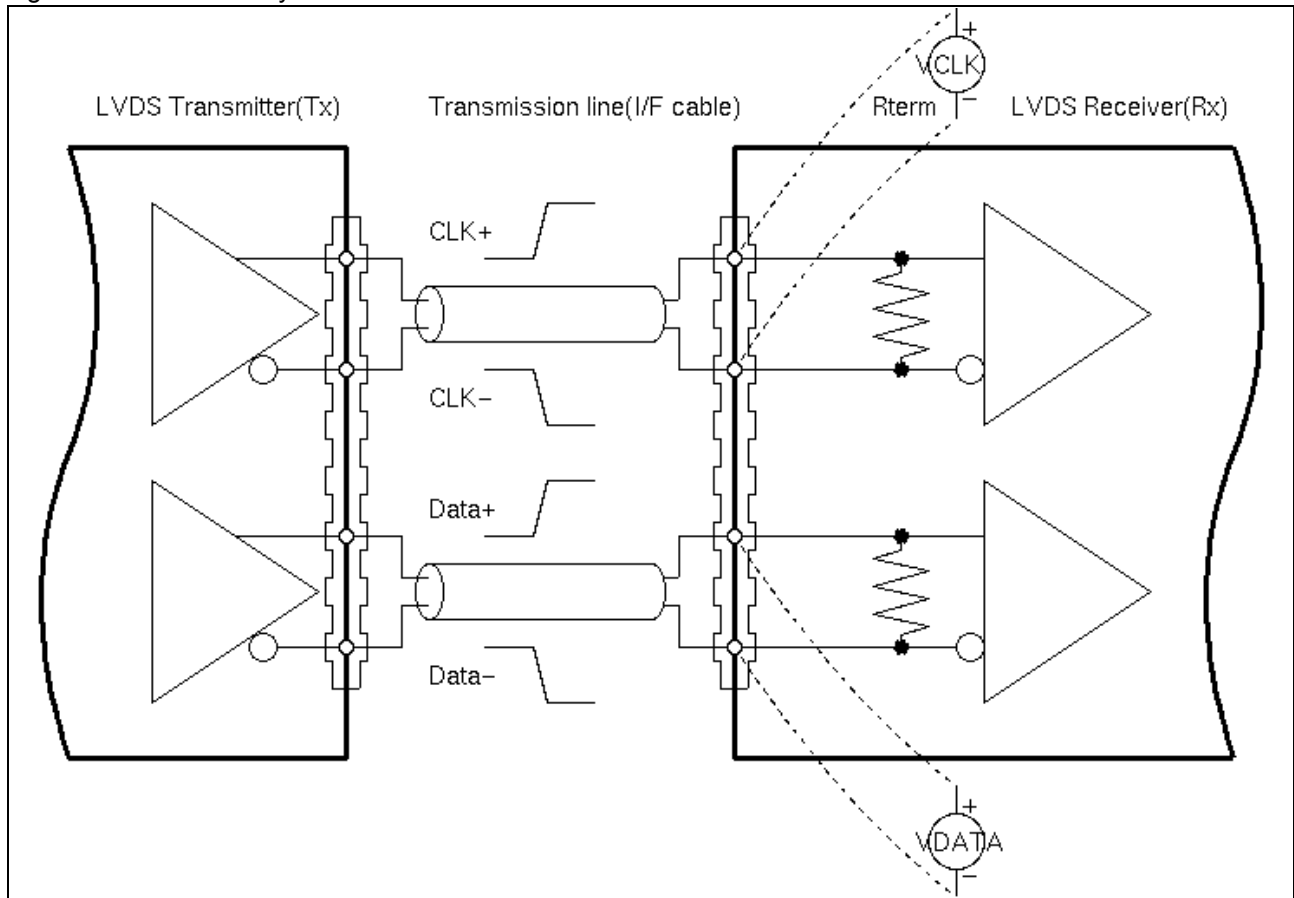 +
VCLK
−
LVDS Transmitter(Tx)
Transmission line(I/F cable)
Rterm
LVDS Receiver(Rx)
CLK+
CLK−
Data+
Data−
+
VDATA
−